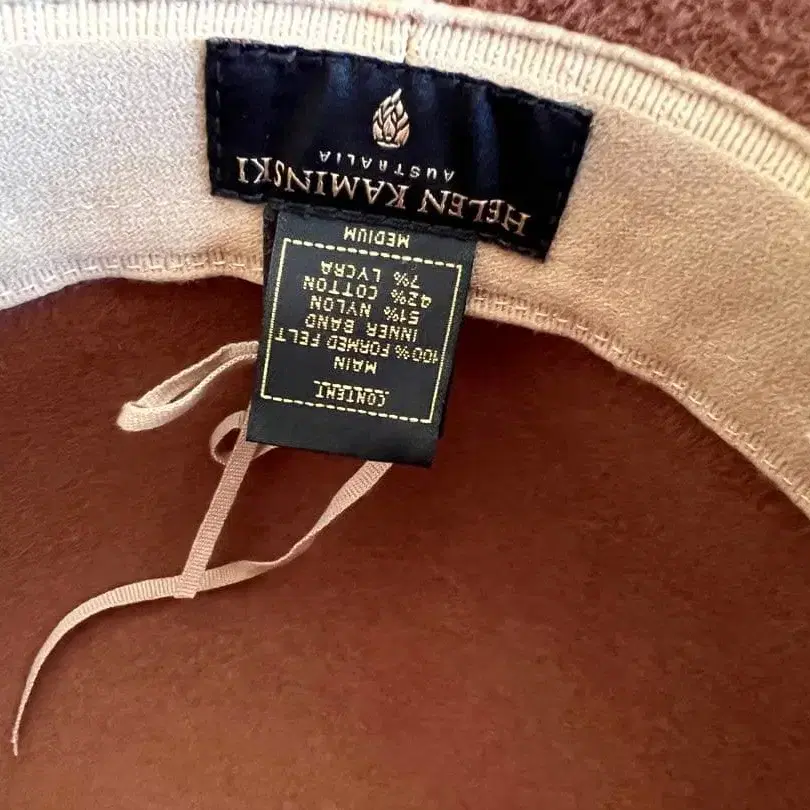 HELEN KAMINSKI
AUSTRALIA
CONTENT
MAIN
100% FORMED FELT
INNER BAND
51% NYLON
42% COTTON
7% LYCRA
MEDIUM